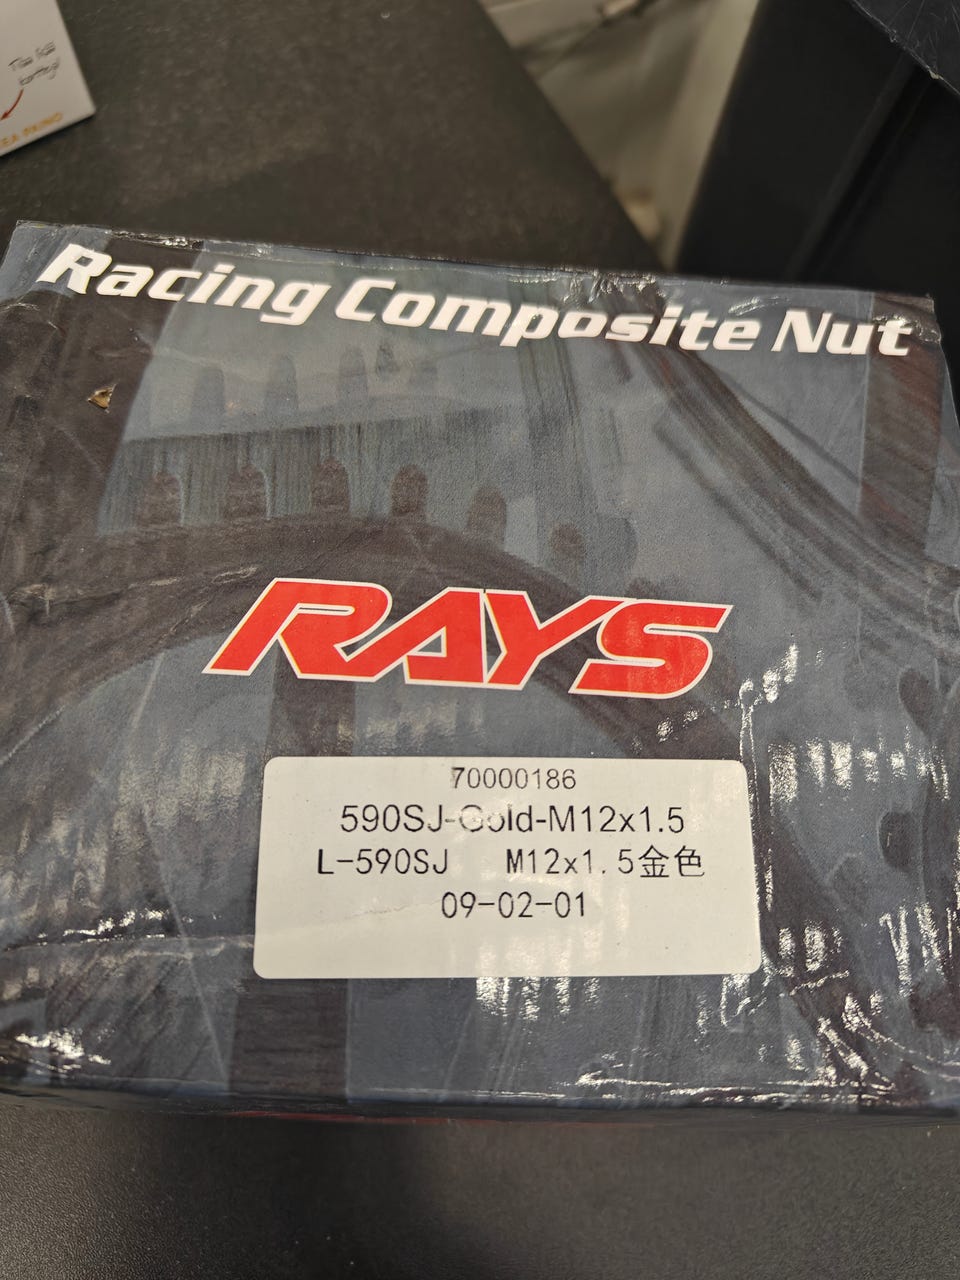 Racing Composite Nut
RAYS
70000186
590SJ-Gold-M12x1.5
L-590SJ M12x1.5金色
09-02-01